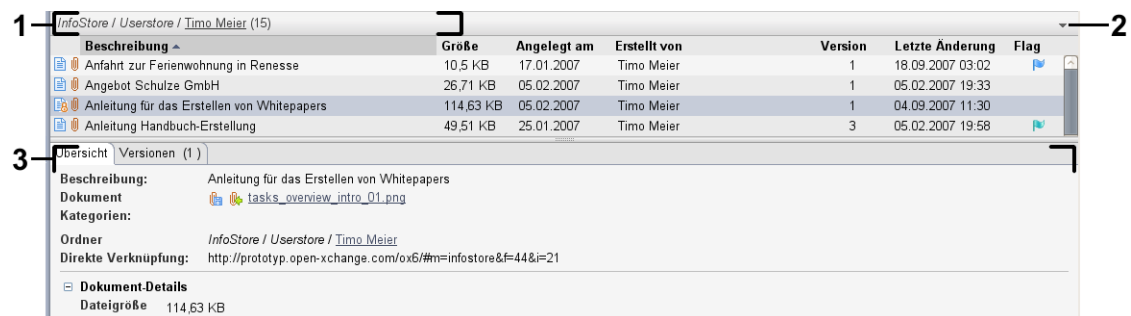 1 InfoStore / Userstore / Timo Meier (15) 2
Beschreibung Größe Angelegt am Erstellt von Version Letzte Änderung Flag
Anfahrt zur Ferienwohnung in Renesse 10,5 KB 17.01.2007 Timo Meier 1 18.09.2007 03:02
Angebot Schulze GmbH 26,71 KB 05.02.2007 Timo Meier 1 05.02.2007 19:33
Anleitung für das Erstellen von Whitepapers 114,63 KB 05.02.2007 Timo Meier 1 04.09.2007 11:30
Anleitung Handbuch-Erstellung 49,51 KB 25.01.2007 Timo Meier 3 05.02.2007 19:58
3 Übersicht Versionen (1)
Beschreibung: Anleitung für das Erstellen von Whitepapers
Dokument tasks_overview_intro_01.png
Kategorien:
Ordner InfoStore / Userstore / Timo Meier
Direkte Verknüpfung: http://prototyp.open-xchange.com/ox6/#m=infostore&f=44&i=21
Dokument-Details
Dateigröße 114,63 KB